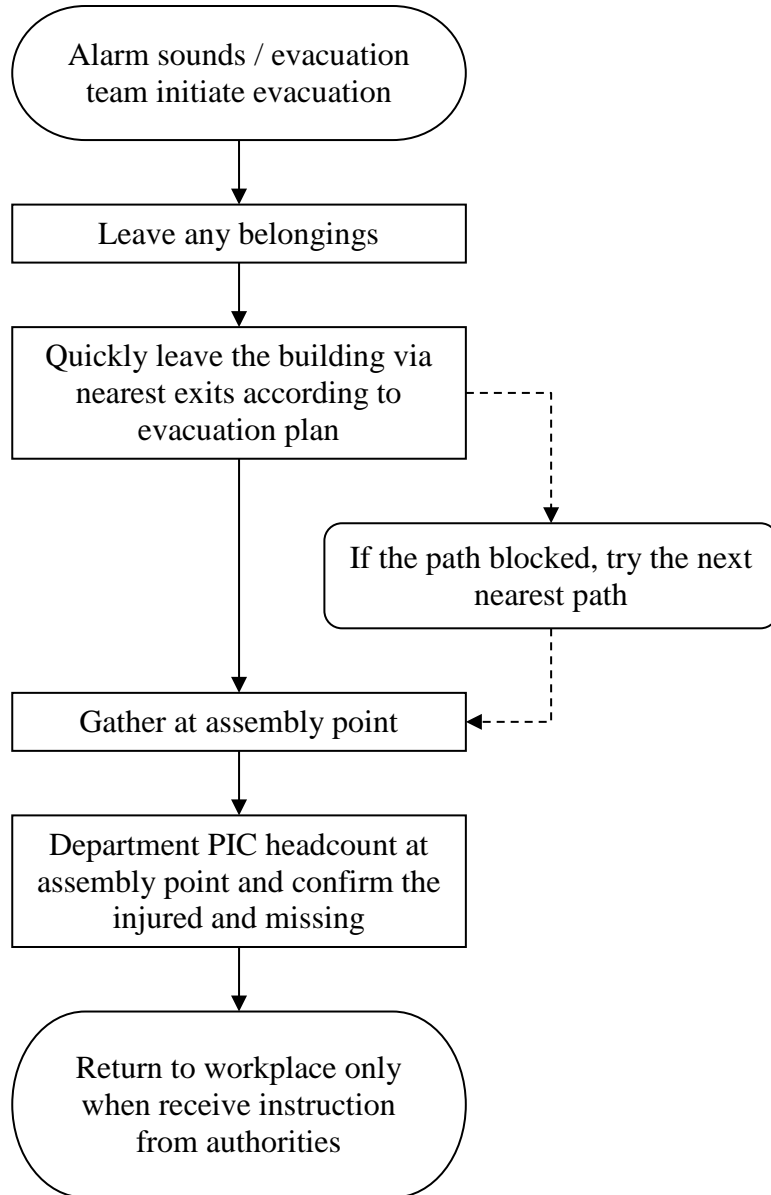 Alarm sounds / evacuation
team initiate evacuation
Leave any belongings
Quickly leave the building via
nearest exits according to
evacuation plan
If the path blocked, try the next
nearest path
Gather at assembly point
Department PIC headcount at
assembly point and confirm the
injured and missing
Return to workplace only
when receive instruction
from authorities